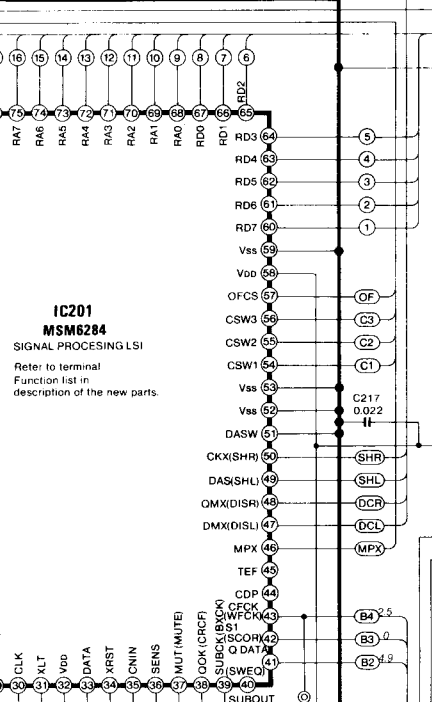 16 15 14 13 12 11 10 9 8 7 6
75 74 73 72 71 70 69 68 67 66 65
RA7 RA6 RA5 RA4 RA3 RA2 RA1 RA0 RD0 RD1 RD2
RD3 64 5
RD4 63 4
RD5 62 3
RD6 61 2
RD7 60 1
Vss 59
VDD 58
OFCS 57 OF
CSW3 56 C3
CSW2 55 C2
CSW1 54 C1
IC201
MSM6284
SIGNAL PROCESING LSI
Reter to terminal
Function list in
description of the new parts.
Vss 53
C217
0.022
Vss 52
DASW 51
CKX(SHR) 50 SHR
DAS(SHL) 49 SHL
QMX(DISR) 48 DCR
DMX(DISL) 47 DCL
MPX 46 MPX
TEF 45
CDP 44
CFCK
(WFCK) 43 B4 2.5
S1
(SCOR) 42 B3 0
Q DATA
41 B2 4.9
(SWEQ)
CLK XLT VDD DATA XRST CNIN SENS MUT(MUTE) QOK(CRCF) SUBCK(BXCK)
30 31 32 33 34 35 36 37 38 39 40
SUBOUT